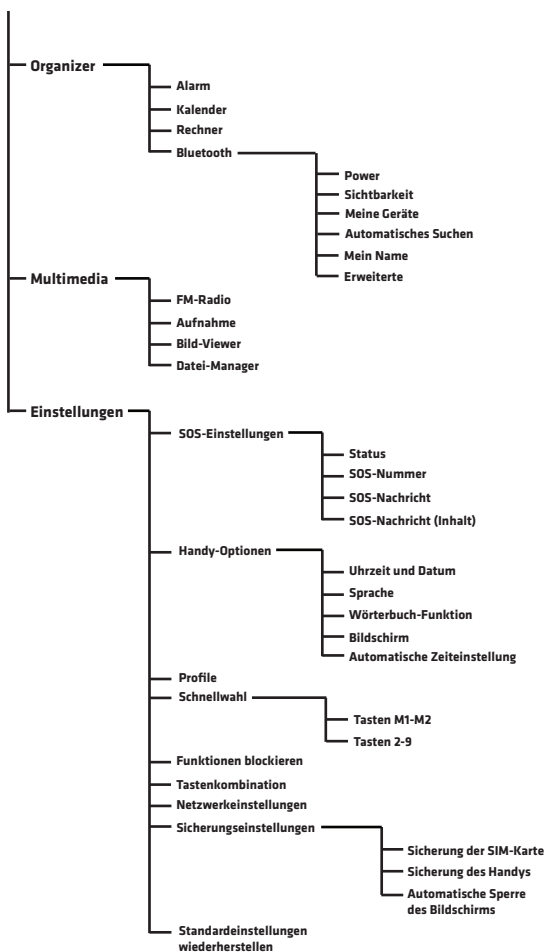 Organizer
Alarm
Kalender
Rechner
Bluetooth
Power
Sichtbarkeit
Meine Geräte
Automatisches Suchen
Mein Name
Erweiterte
Multimedia
FM-Radio
Aufnahme
Bild-Viewer
Datei-Manager
Einstellungen
SOS-Einstellungen
Status
SOS-Nummer
SOS-Nachricht
SOS-Nachricht (Inhalt)
Handy-Optionen
Uhrzeit und Datum
Sprache
Wörterbuch-Funktion
Bildschirm
Automatische Zeiteinstellung
Profile
Schnellwahl
Tasten M1-M2
Tasten 2-9
Funktionen blockieren
Tastenkombination
Netzwerkeinstellungen
Sicherungseinstellungen
Sicherung der SIM-Karte
Sicherung des Handys
Automatische Sperre
des Bildschirms
Standardeinstellungen
wiederherstellen